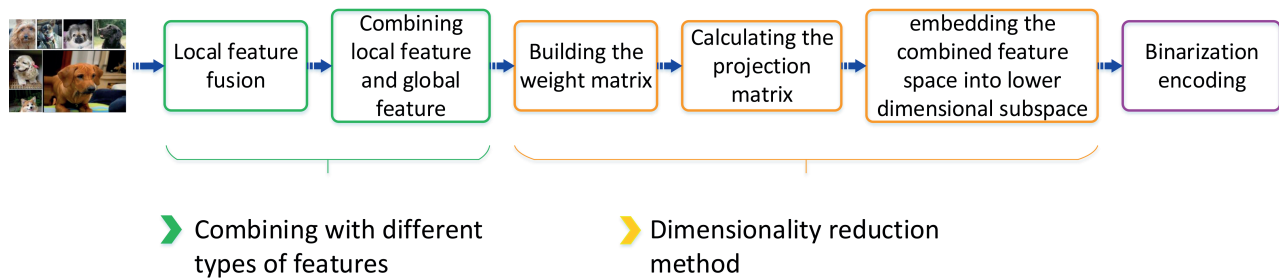 Local feature
fusion
Combining
local feature
and global
feature
Building the
weight matrix
Calculating the
projection
matrix
embedding the
combined feature
space into lower
dimensional subspace
Binarization
encoding
Combining with different
types of features
Dimensionality reduction
method